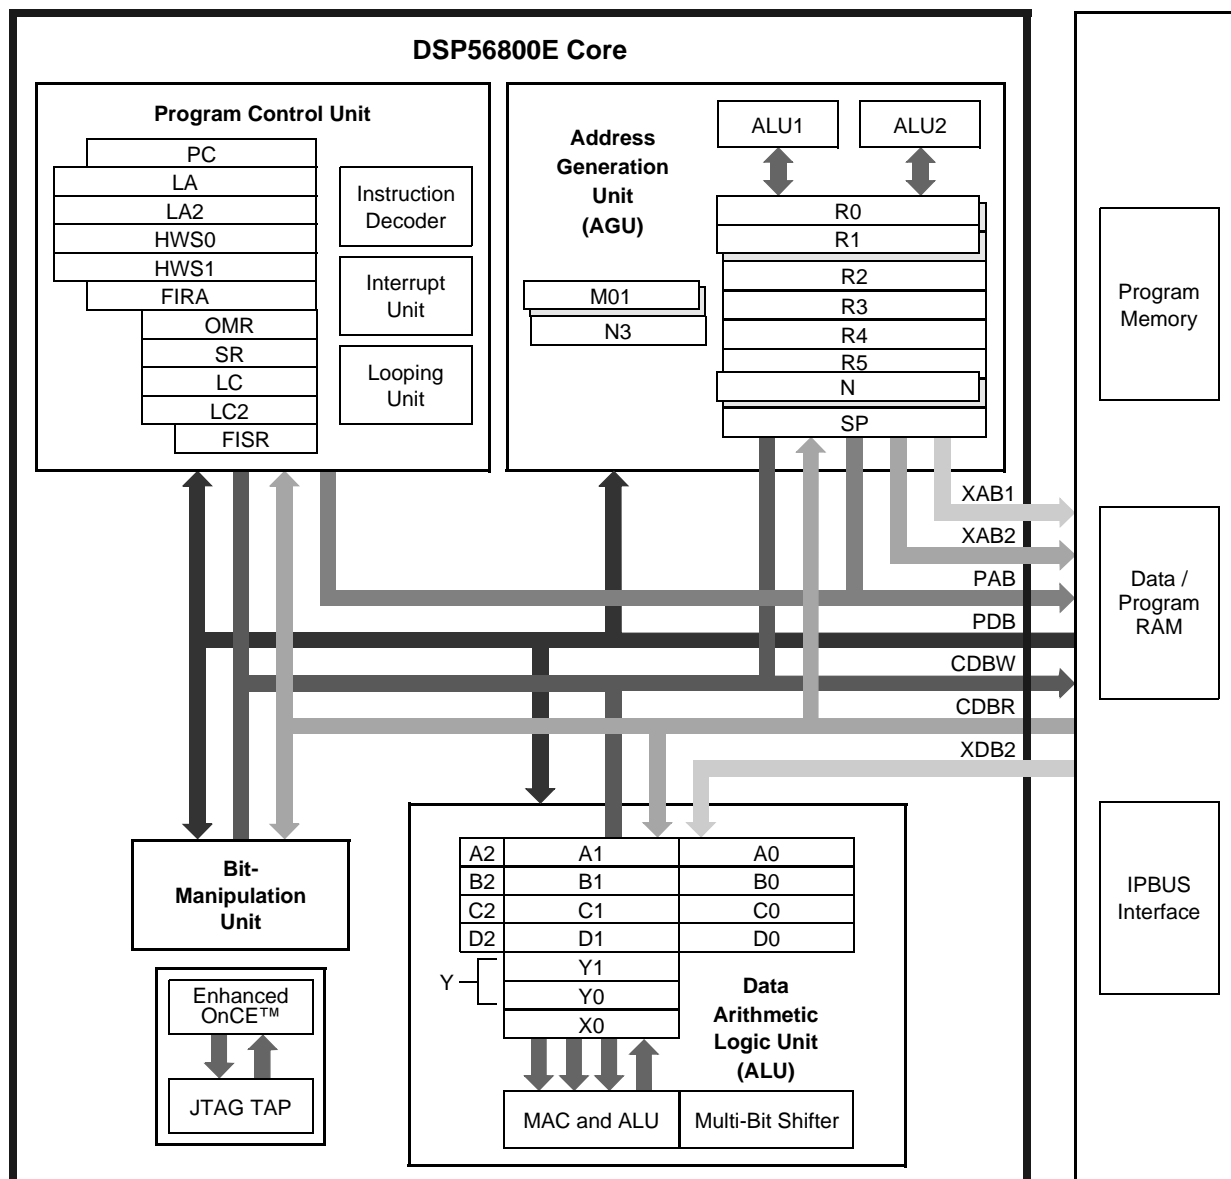 DSP56800E Core
Program Control Unit
PC
LA
LA2
HWS0
HWS1
FIRA
OMR
SR
LC
LC2
FISR
Instruction
Decoder
Interrupt
Unit
Looping
Unit
Address
Generation
Unit
(AGU)
ALU1
ALU2
R0
R1
R2
R3
R4
R5
N
SP
M01
N3
XAB1
XAB2
PAB
PDB
CDBW
CDBR
XDB2
Program
Memory
Data /
Program
RAM
IPBUS
Interface
Bit-
Manipulation
Unit
Enhanced
OnCE™
JTAG TAP
A2
A1
A0
B2
B1
B0
C2
C1
C0
D2
D1
D0
Y
Y1
Y0
X0
Data
Arithmetic
Logic Unit
(ALU)
MAC and ALU
Multi-Bit Shifter